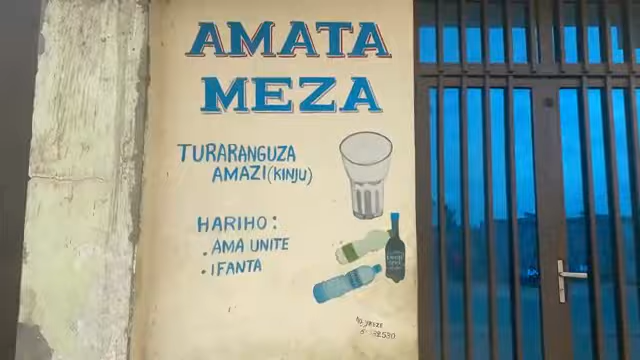 AMATA
MEZA
TURARANGUZA
AMAZI (KINJU)
HARIHO:
• AMA UNITE
• IFANTA